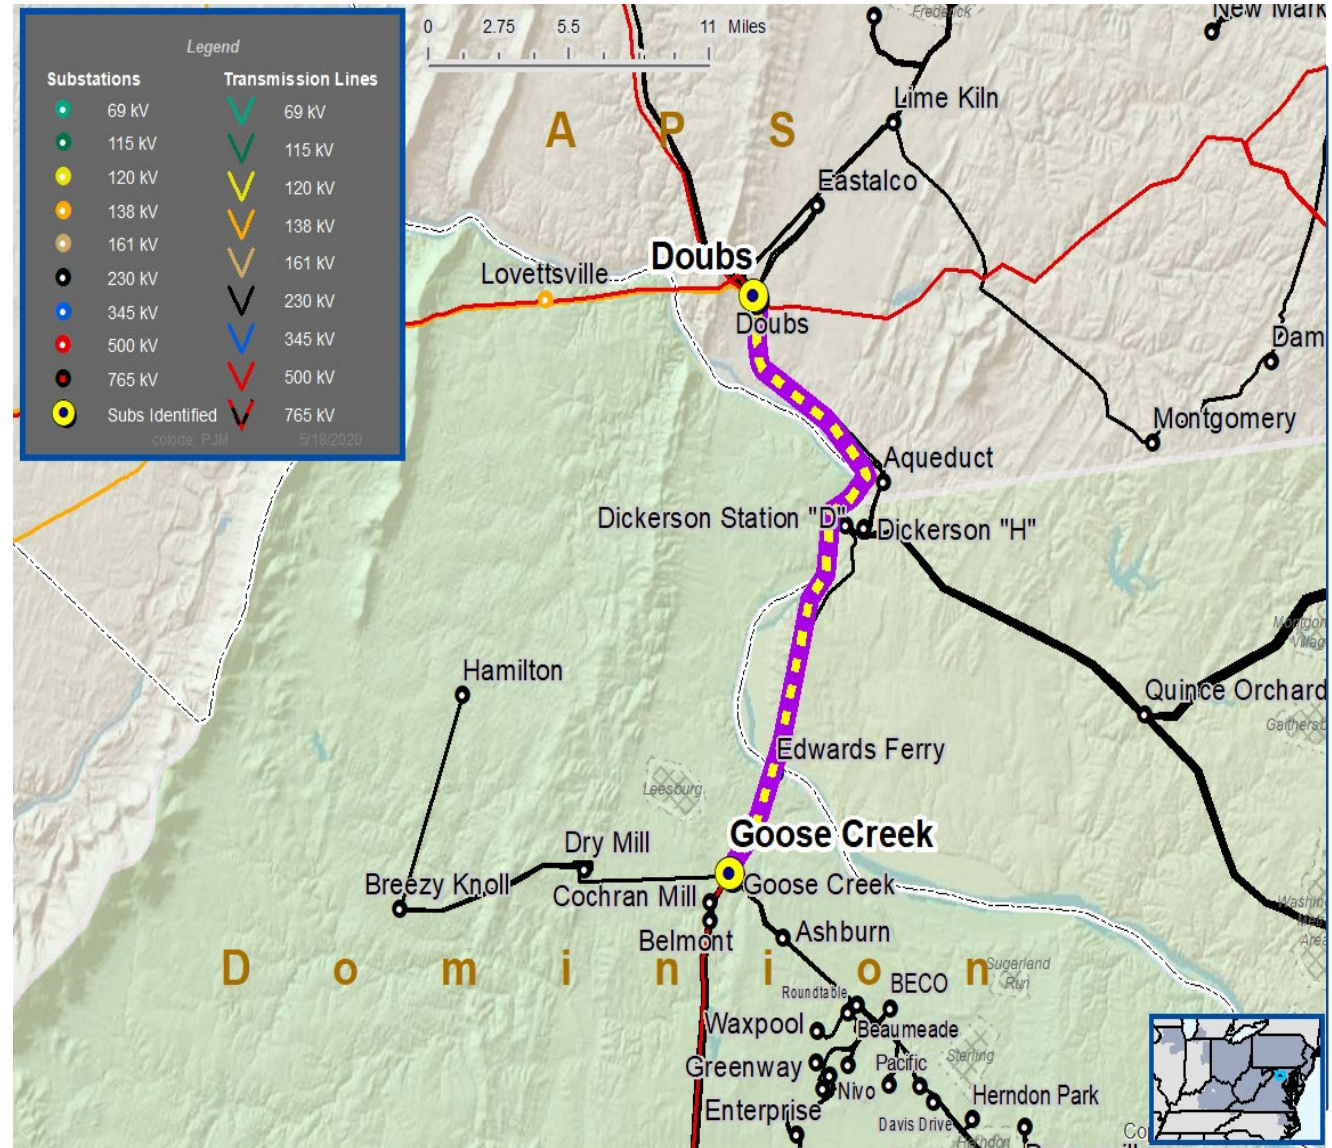 Legend
Substations Transmission Lines
69 kV 69 kV
115 kV 115 kV
120 kV 120 kV
138 kV 138 kV
161 kV 161 kV
230 kV 230 kV
345 kV 345 kV
500 kV 500 kV
765 kV 765 kV
Subs Identified
colode; PJM 5/18/2020
0 2.75 5.5 11 Miles
Frederick
New Mark
Lime Kiln
A P S
Eastalco
Doubs
Lovettsville
Doubs
Dam
Montgomery
Aqueduct
Dickerson Station "D"
Dickerson "H"
Hamilton
Quince Orchard
Edwards Ferry
Leesburg
Goose Creek
Dry Mill
Breezy Knoll
Goose Creek
Cochran Mill
Belmont
Ashburn
D o m i n i o n
Sugarland
Run
Roundtable
BECO
Waxpool
Beaumeade
Greenway
Pacific
Sterling
Nivo
Herndon Park
Enterprise
Davis Drive
Herndon